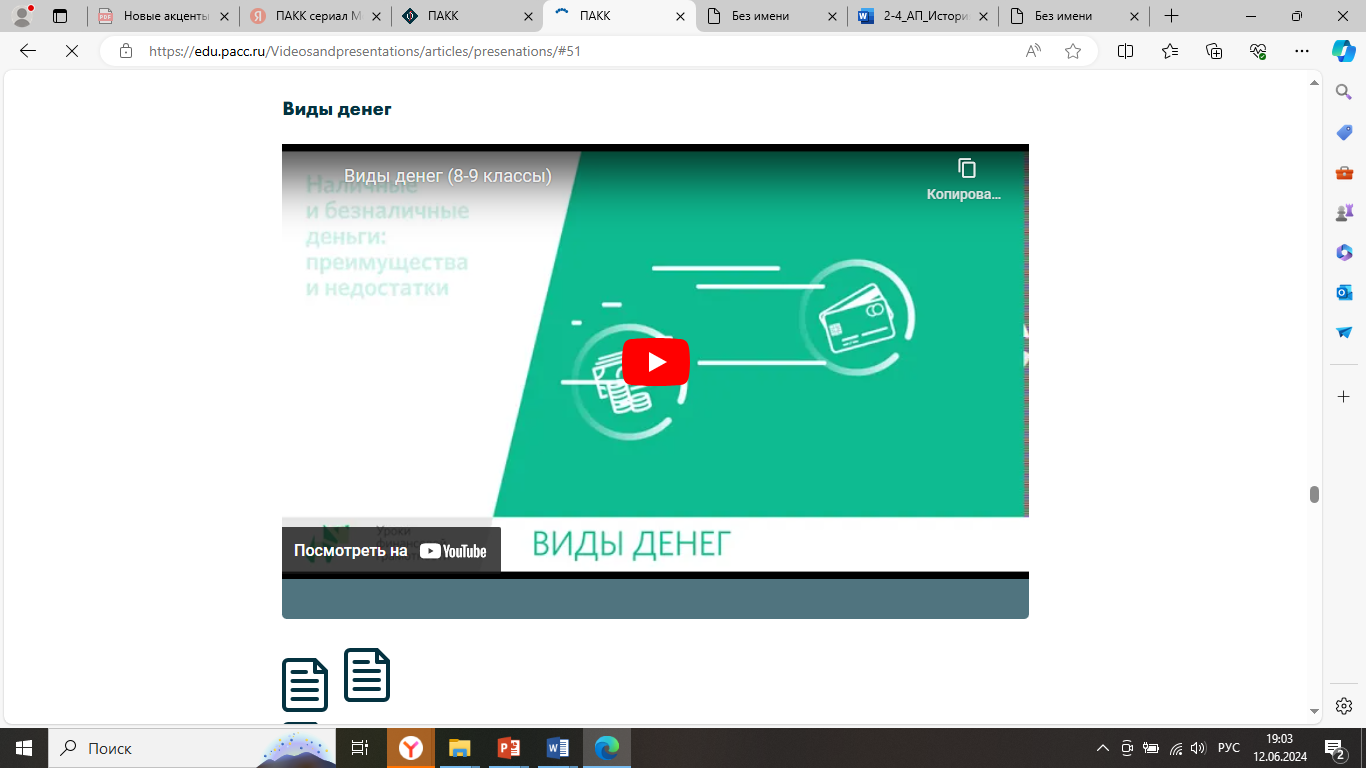 Новые акценты
ПАКК сериал М
ПАКК
ПАКК
Без имени
2-4_АП_Истори
Без имени
https://edu.pacc.ru/Videosandpresentations/articles/presenations/#51
Виды денег
Виды денег (8-9 классы)
Копирова...
Наличные
и безналичные
деньги:
преимущества
и недостатки
Посмотреть на YouTube
ВИДЫ ДЕНЕГ
Поиск
РУС
19:03
12.06.2024
2